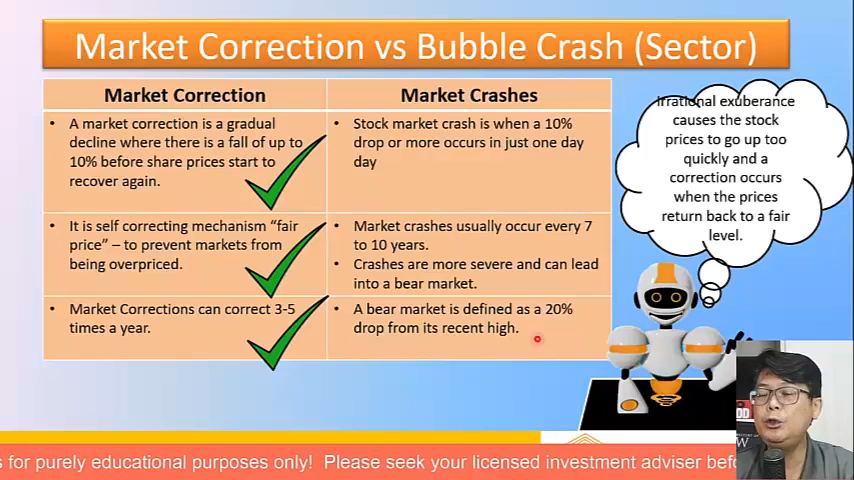 Market Correction vs Bubble Crash (Sector)
Market Correction
Market Crashes
• A market correction is a gradual
decline where there is a fall of up to
10% before share prices start to
recover again.
• Stock market crash is when a 10%
drop or more occurs in just one day
day
• It is self correcting mechanism “fair
price” – to prevent markets from
being overpriced.
• Market crashes usually occur every 7
to 10 years.
• Crashes are more severe and can lead
into a bear market.
• Market Corrections can correct 3-5
times a year.
• A bear market is defined as a 20%
drop from its recent high.
Irrational exuberance
causes the stock
prices to go up too
quickly and a
correction occurs
when the prices
return back to a fair
level.
for purely educational purposes only! Please seek your licensed investment adviser